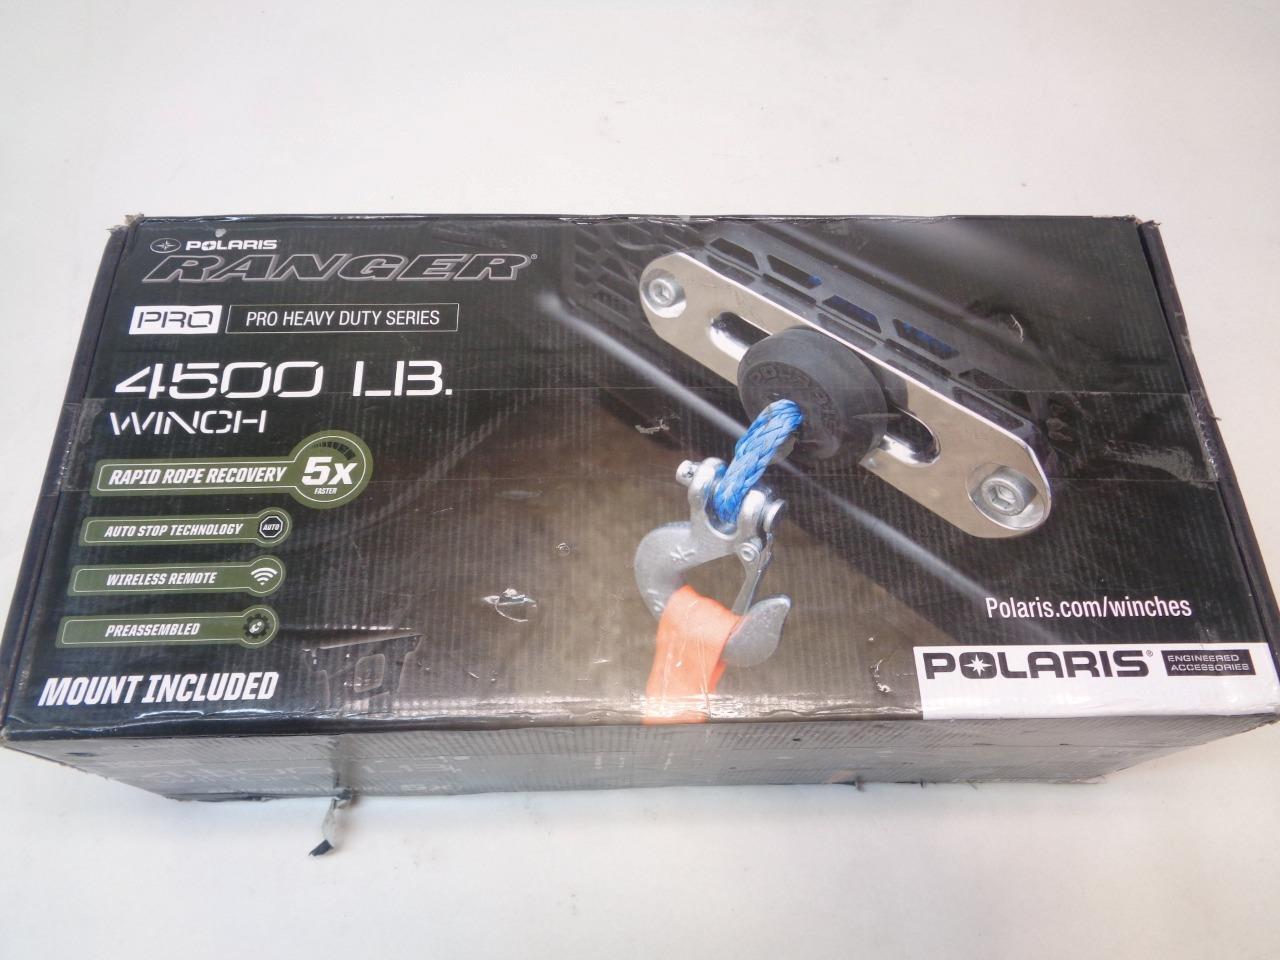 POLARIS
RANGER®
PRO
PRO HEAVY DUTY SERIES
4500 LB.
WINCH
RAPID ROPE RECOVERY 5x
FASTER
AUTO STOP TECHNOLOGY AUTO
WIRELESS REMOTE
PREASSEMBLED
MOUNT INCLUDED
POLARIS
Polaris.com/winches
POLARIS®
ENGINEERED
ACCESSORIES